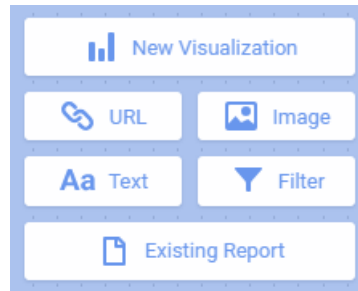 New Visualization
URL
Image
Aa Text
Filter
Existing Report